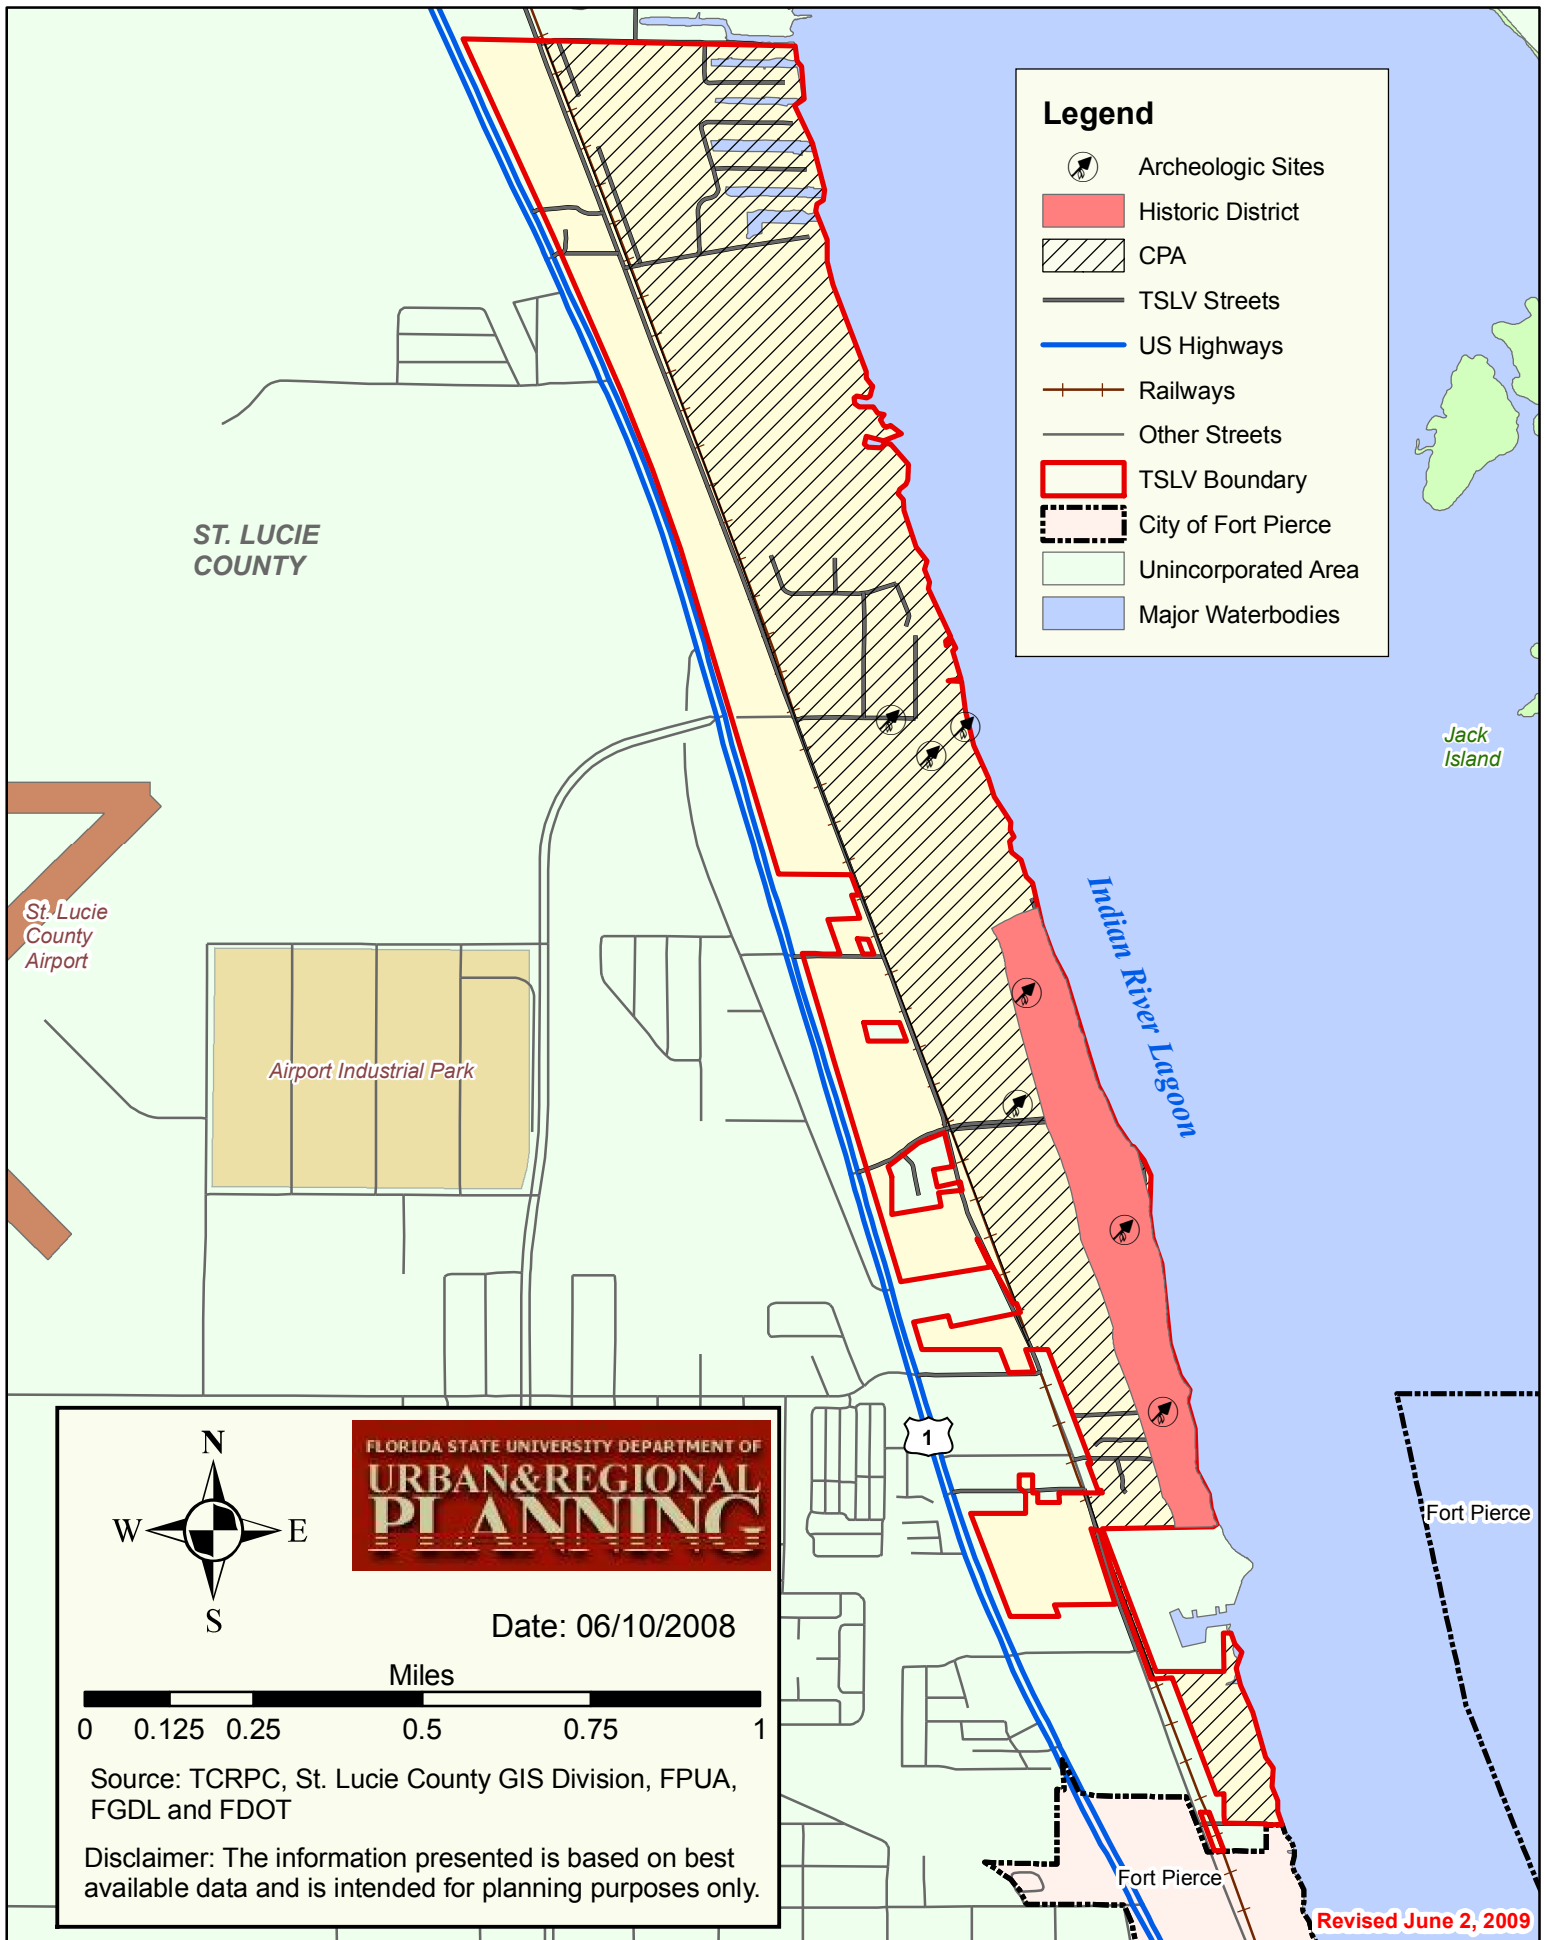 Legend
Archeologic Sites
Historic District
CPA
TSLV Streets
US Highways
Railways
Other Streets
TSLV Boundary
City of Fort Pierce
Unincorporated Area
Major Waterbodies
ST. LUCIE
COUNTY
Jack
Island
St. Lucie
County
Airport
Indian River Lagoon
Airport Industrial Park
1
Fort Pierce
N
W
E
S
FLORIDA STATE UNIVERSITY DEPARTMENT OF
URBAN&REGIONAL
PLANNING
Date: 06/10/2008
Miles
0 0.125 0.25 0.5 0.75 1
Source: TCRPC, St. Lucie County GIS Division, FPUA,
FGDL and FDOT
Disclaimer: The information presented is based on best
available data and is intended for planning purposes only.
Fort Pierce
Revised June 2, 2009